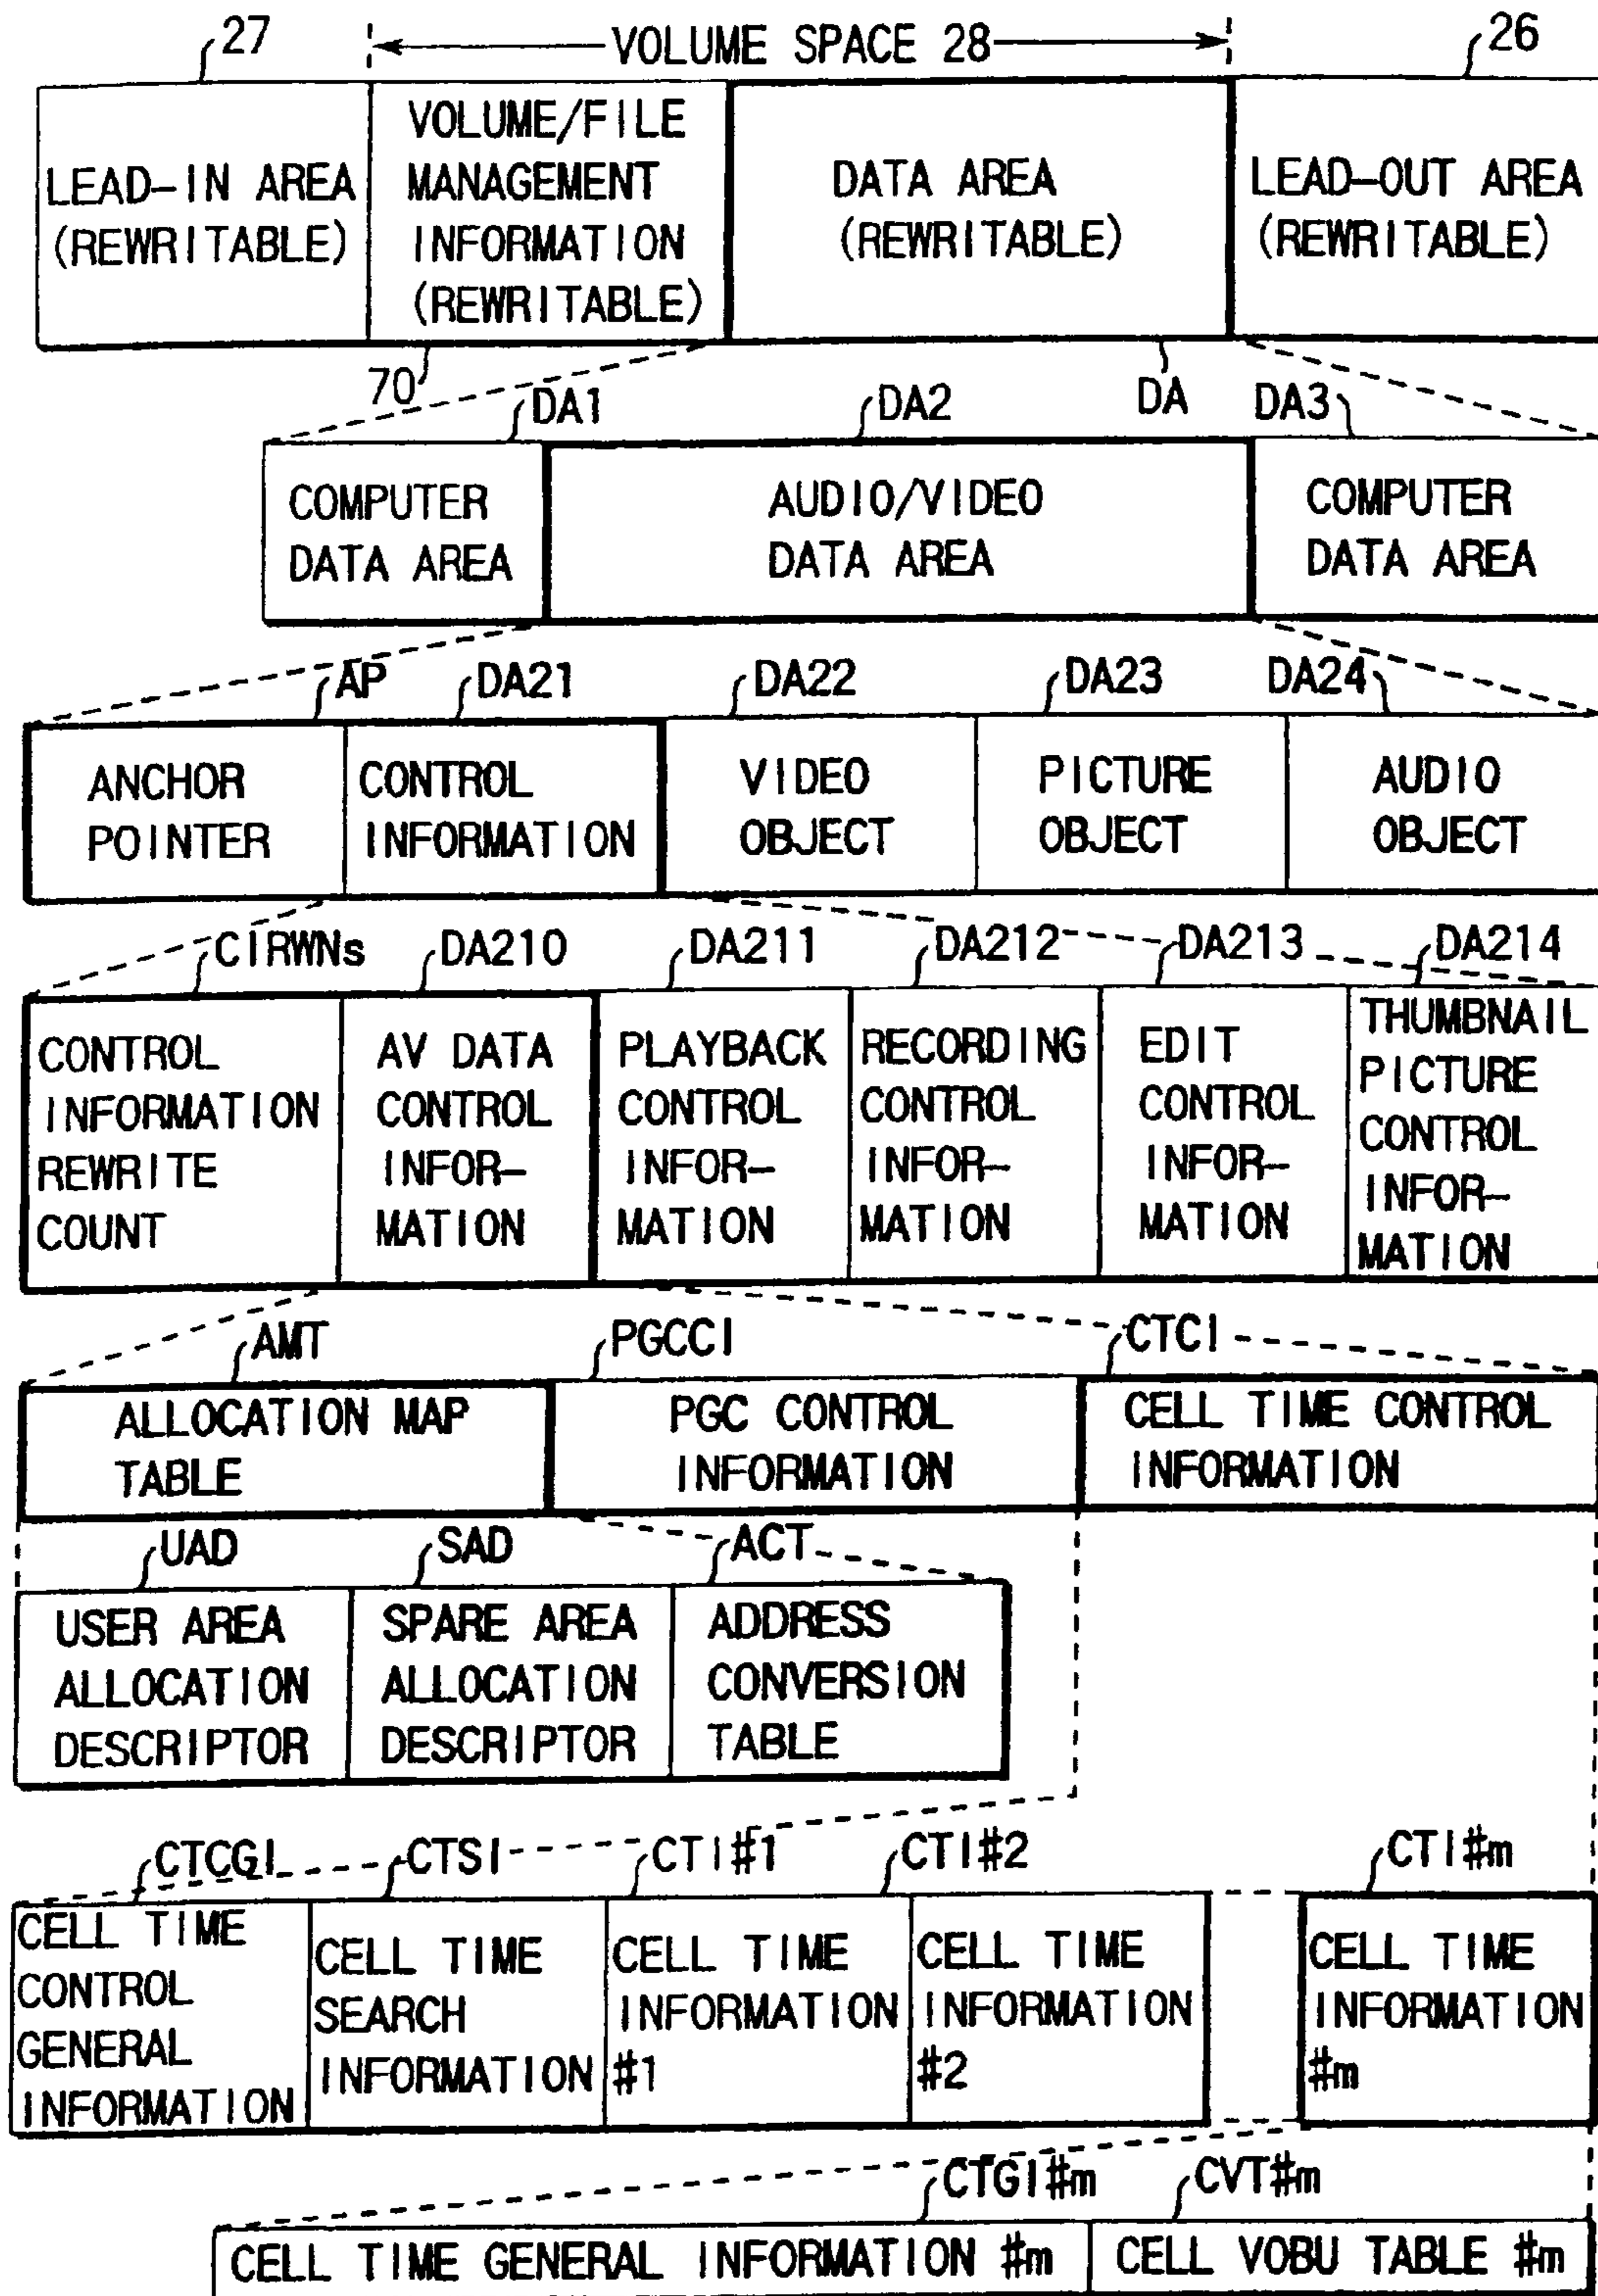 27
VOLUME SPACE 28
26
LEAD-IN AREA
(REWRITABLE)
VOLUME/FILE
MANAGEMENT
INFORMATION
(REWRITABLE)
DATA AREA
(REWRITABLE)
LEAD-OUT AREA
(REWRITABLE)
70
DA1
DA2
DA
DA3
COMPUTER
DATA AREA
AUDIO/VIDEO
DATA AREA
COMPUTER
DATA AREA
AP
DA21
DA22
DA23
DA24
ANCHOR
POINTER
CONTROL
INFORMATION
VIDEO
OBJECT
PICTURE
OBJECT
AUDIO
OBJECT
CIRWNs
DA210
DA211
DA212
DA213
DA214
CONTROL
INFORMATION
REWRITE
COUNT
AV DATA
CONTROL
INFOR-
MATION
PLAYBACK
CONTROL
INFOR-
MATION
RECORDING
CONTROL
INFOR-
MATION
EDIT
CONTROL
INFOR-
MATION
THUMBNAIL
PICTURE
CONTROL
INFOR-
MATION
AMT
PGCCI
CTCI
ALLOCATION MAP
TABLE
PGC CONTROL
INFORMATION
CELL TIME CONTROL
INFORMATION
UAD
SAD
ACT
USER AREA
ALLOCATION
DESCRIPTOR
SPARE AREA
ALLOCATION
DESCRIPTOR
ADDRESS
CONVERSION
TABLE
CTCGI
CTSI
CTI#1
CTI#2
CTI#m
CELL TIME
CONTROL
GENERAL
INFORMATION
CELL TIME
SEARCH
INFORMATION
CELL TIME
INFORMATION
#1
CELL TIME
INFORMATION
#2
CELL TIME
INFORMATION
#m
CTGI#m
CVT#m
CELL TIME GENERAL INFORMATION #m
CELL VOBU TABLE #m